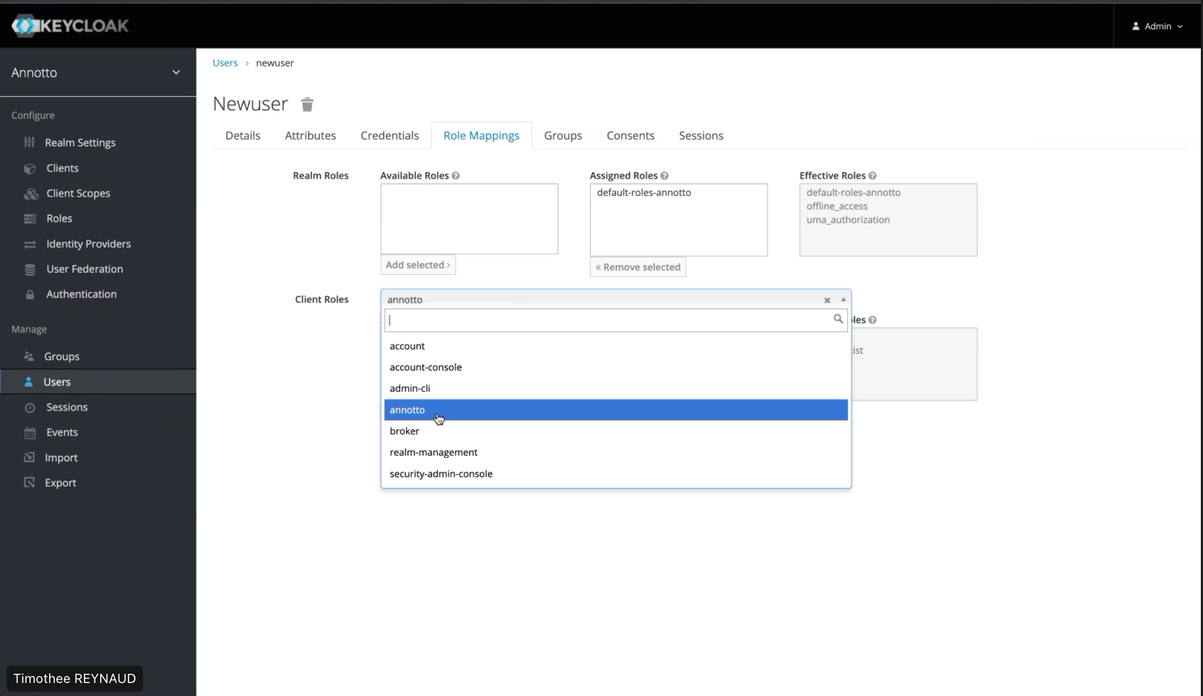 KEYCLOAK
Admin
Annotto
Users > newuser
Configure
Newuser
Realm Settings
Details Attributes Credentials Role Mappings Groups Consents Sessions
Clients
Client Scopes
Roles
Identity Providers
User Federation
Authentication
Realm Roles
Available Roles
Add selected >
Assigned Roles
default-roles-annotto
« Remove selected
Effective Roles
default-roles-annotto
offline_access
uma_authorization
Client Roles
annotto
account
account-console
admin-cli
annotto
broker
realm-management
security-admin-console
Manage
Groups
Users
Sessions
Events
Import
Export
Timothee REYNAUD